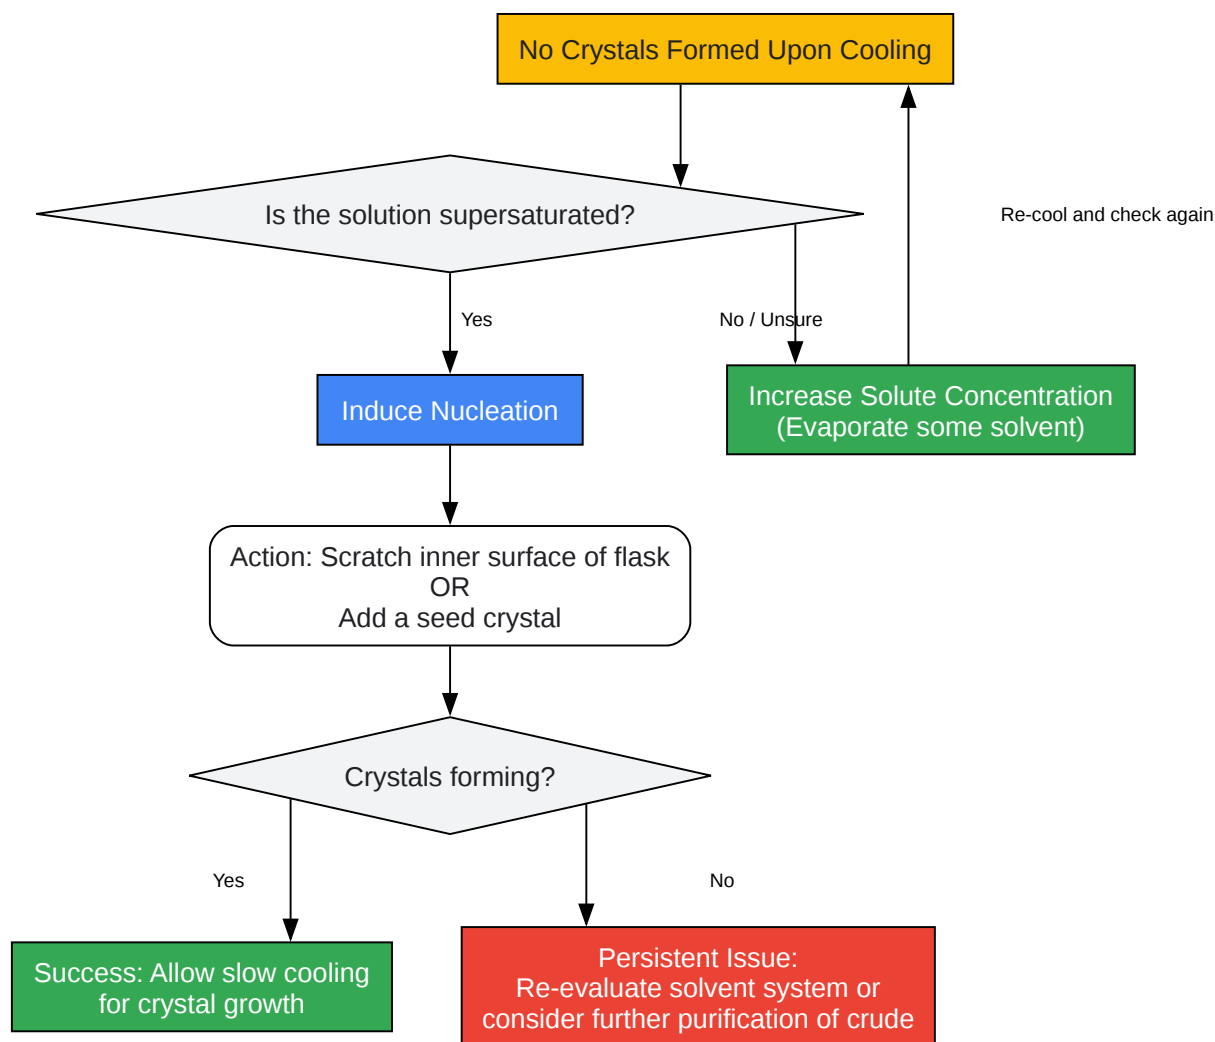 No Crystals Formed Upon Cooling
Is the solution supersaturated?
Re-cool and check again
Yes
No / Unsure
Induce Nucleation
Increase Solute Concentration
(Evaporate some solvent)
Action: Scratch inner surface of flask
OR
Add a seed crystal
Crystals forming?
Yes
No
Success: Allow slow cooling
for crystal growth
Persistent Issue:
Re-evaluate solvent system or
consider further purification of crude